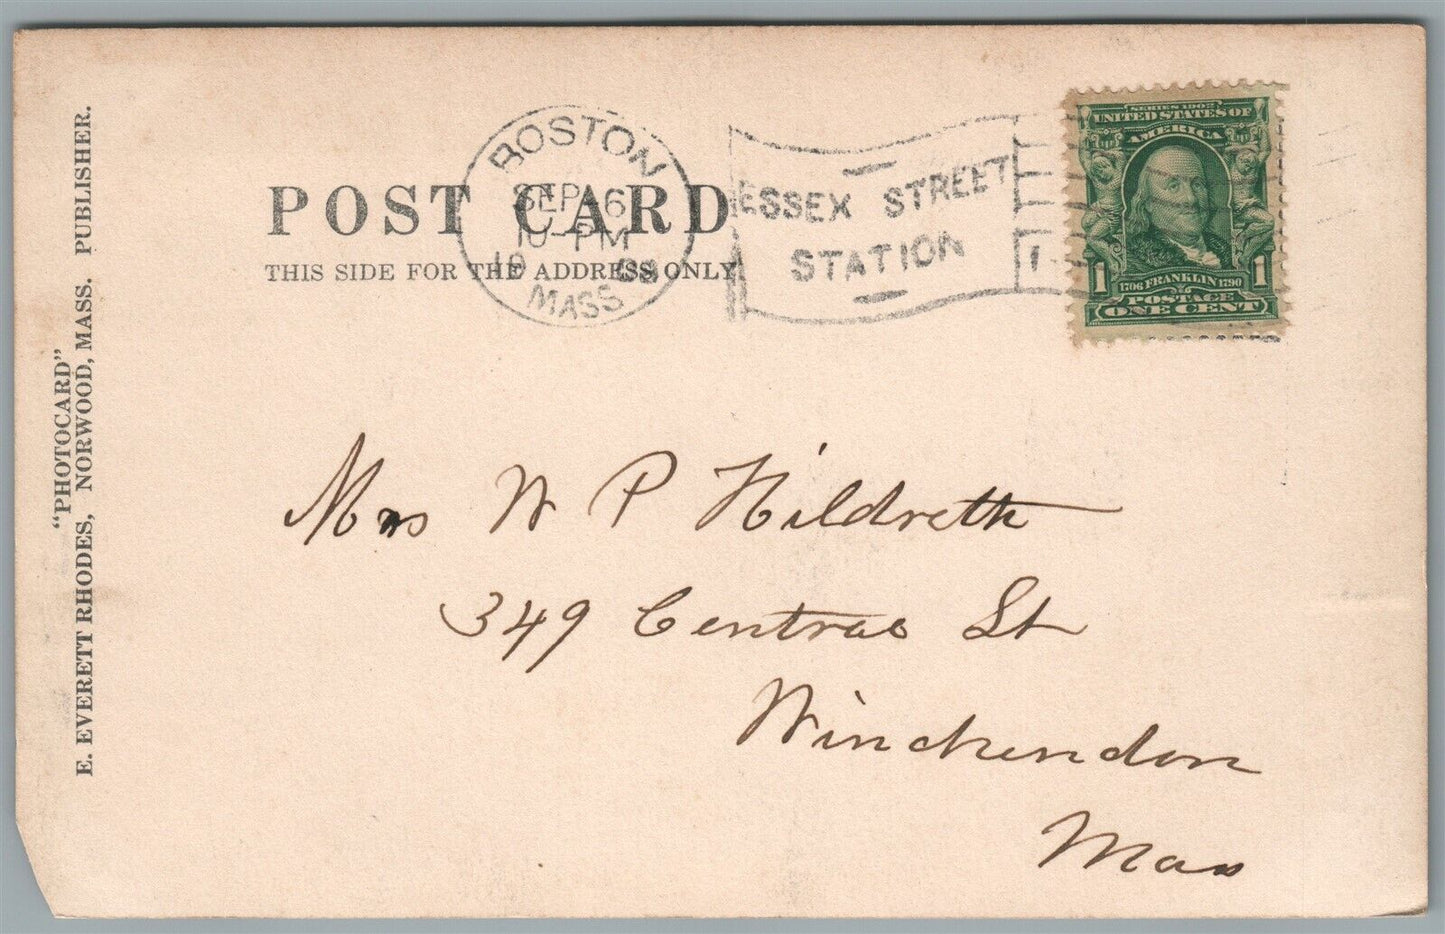 POST CARD
THIS SIDE FOR THE ADDRESS ONLY.
BOSTON
SEP 6
10-PM
MASS.
ESSEX STREET
STATION
1
SERIES 1902
UNITED STATES OF
AMERICA
1706 FRANKLIN 1790
1 1
POSTAGE
ONE CENT
"PHOTOCARD"
E. EVERETT RHODES, NORWOOD, MASS. PUBLISHER.
Mrs W P Hildreth
349 Central St
Winchendon
Mass